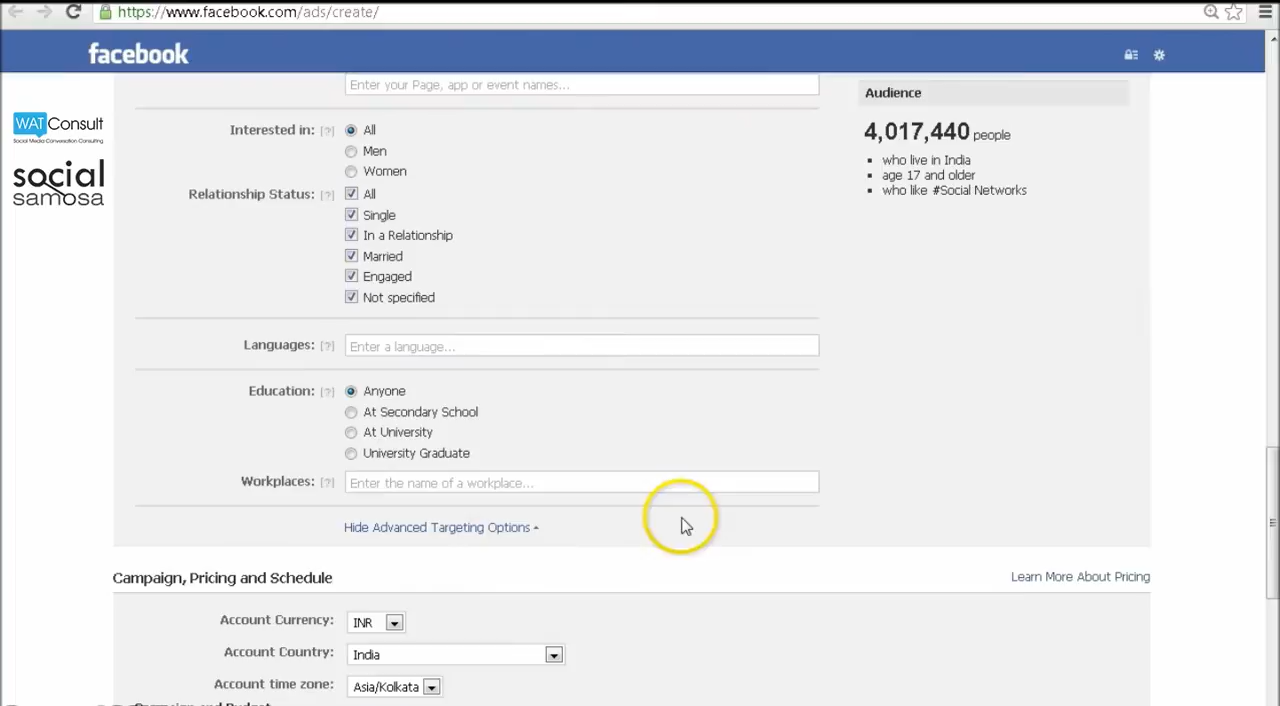 https://www.facebook.com/ads/create/
facebook
WATConsult
Social Media Conversation Consulting
social
samosa
Enter your Page, app or event names...
Interested in: [?] All
Men
Women
Relationship Status: [?] All
Single
In a Relationship
Married
Engaged
Not specified
Languages: [?] Enter a language...
Education: [?] Anyone
At Secondary School
At University
University Graduate
Workplaces: [?] Enter the name of a workplace...
Hide Advanced Targeting Options
Audience
4,017,440 people
who live in India
age 17 and older
who like #Social Networks
Campaign, Pricing and Schedule
Learn More About Pricing
Account Currency: INR
Account Country: India
Account time zone: Asia/Kolkata
Campaign and Budget